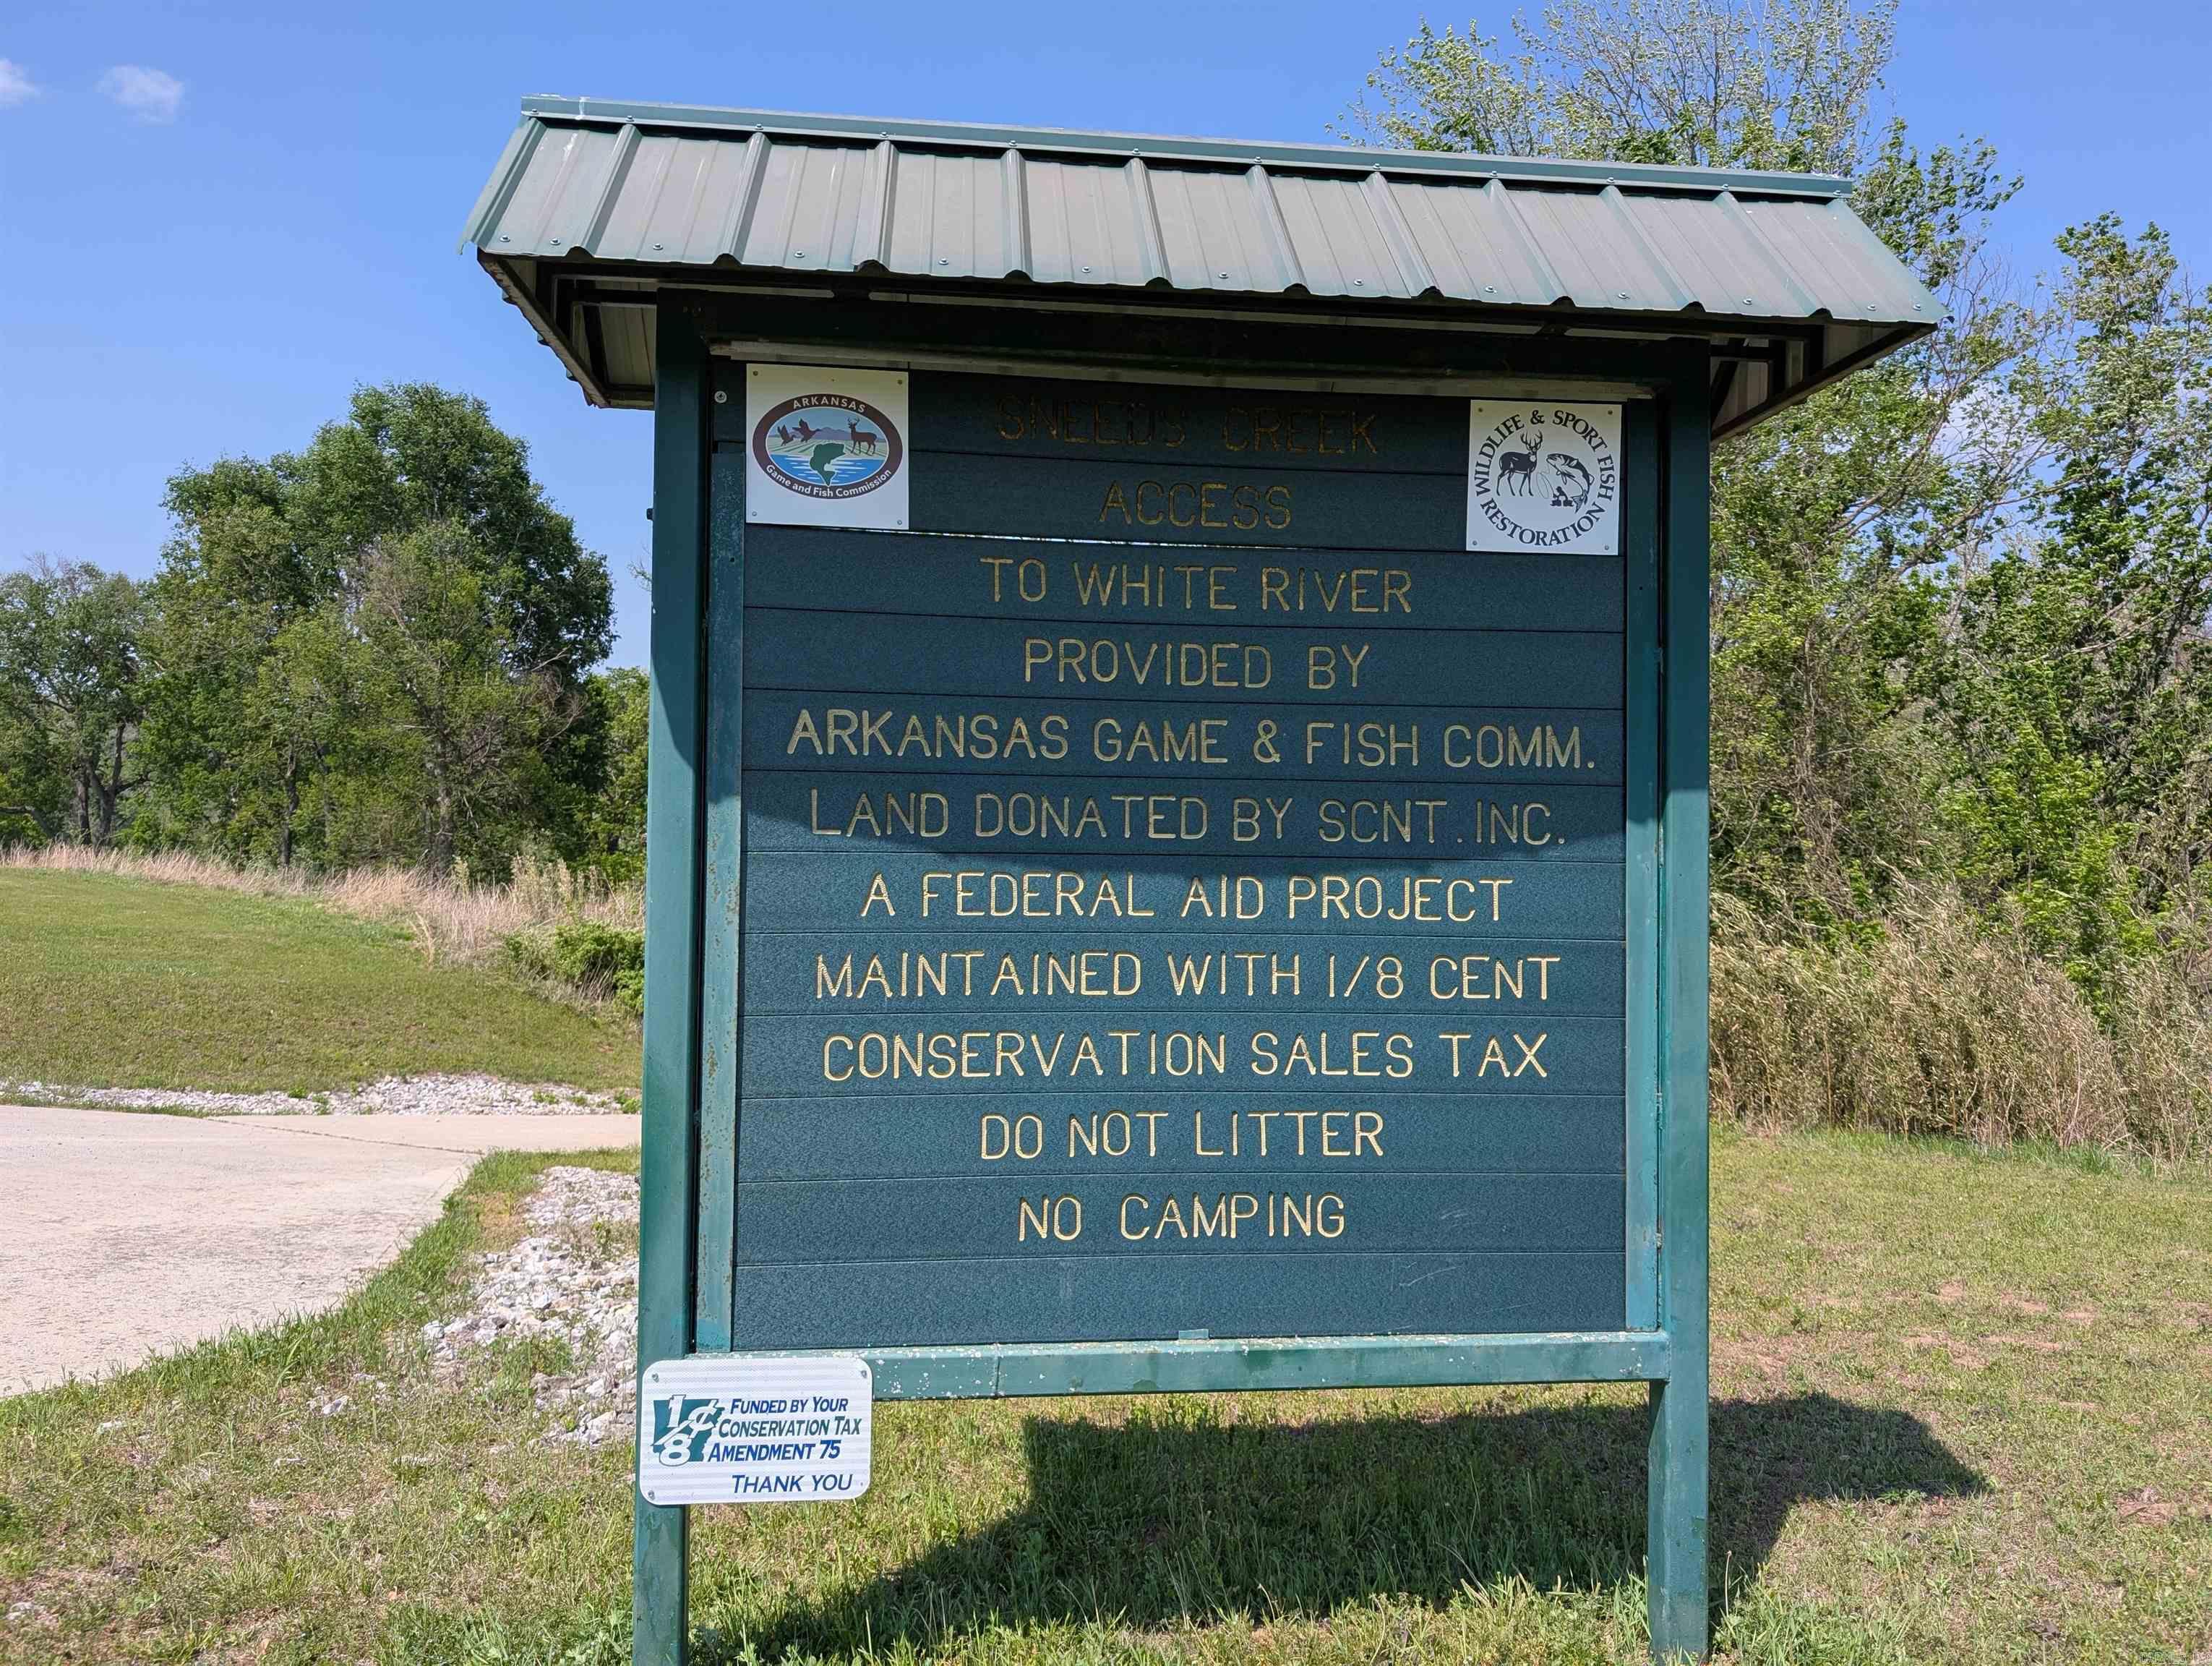 ARKANSAS
Game and Fish Commission
SNEEDS CREEK
ACCESS
WILDLIFE & SPORT FISH
RESTORATION
TO WHITE RIVER
PROVIDED BY
ARKANSAS GAME & FISH COMM.
LAND DONATED BY SCNT. INC.
A FEDERAL AID PROJECT
MAINTAINED WITH 1/8 CENT
CONSERVATION SALES TAX
DO NOT LITTER
NO CAMPING
1/8¢
FUNDED BY YOUR
CONSERVATION TAX
AMENDMENT 75
THANK YOU